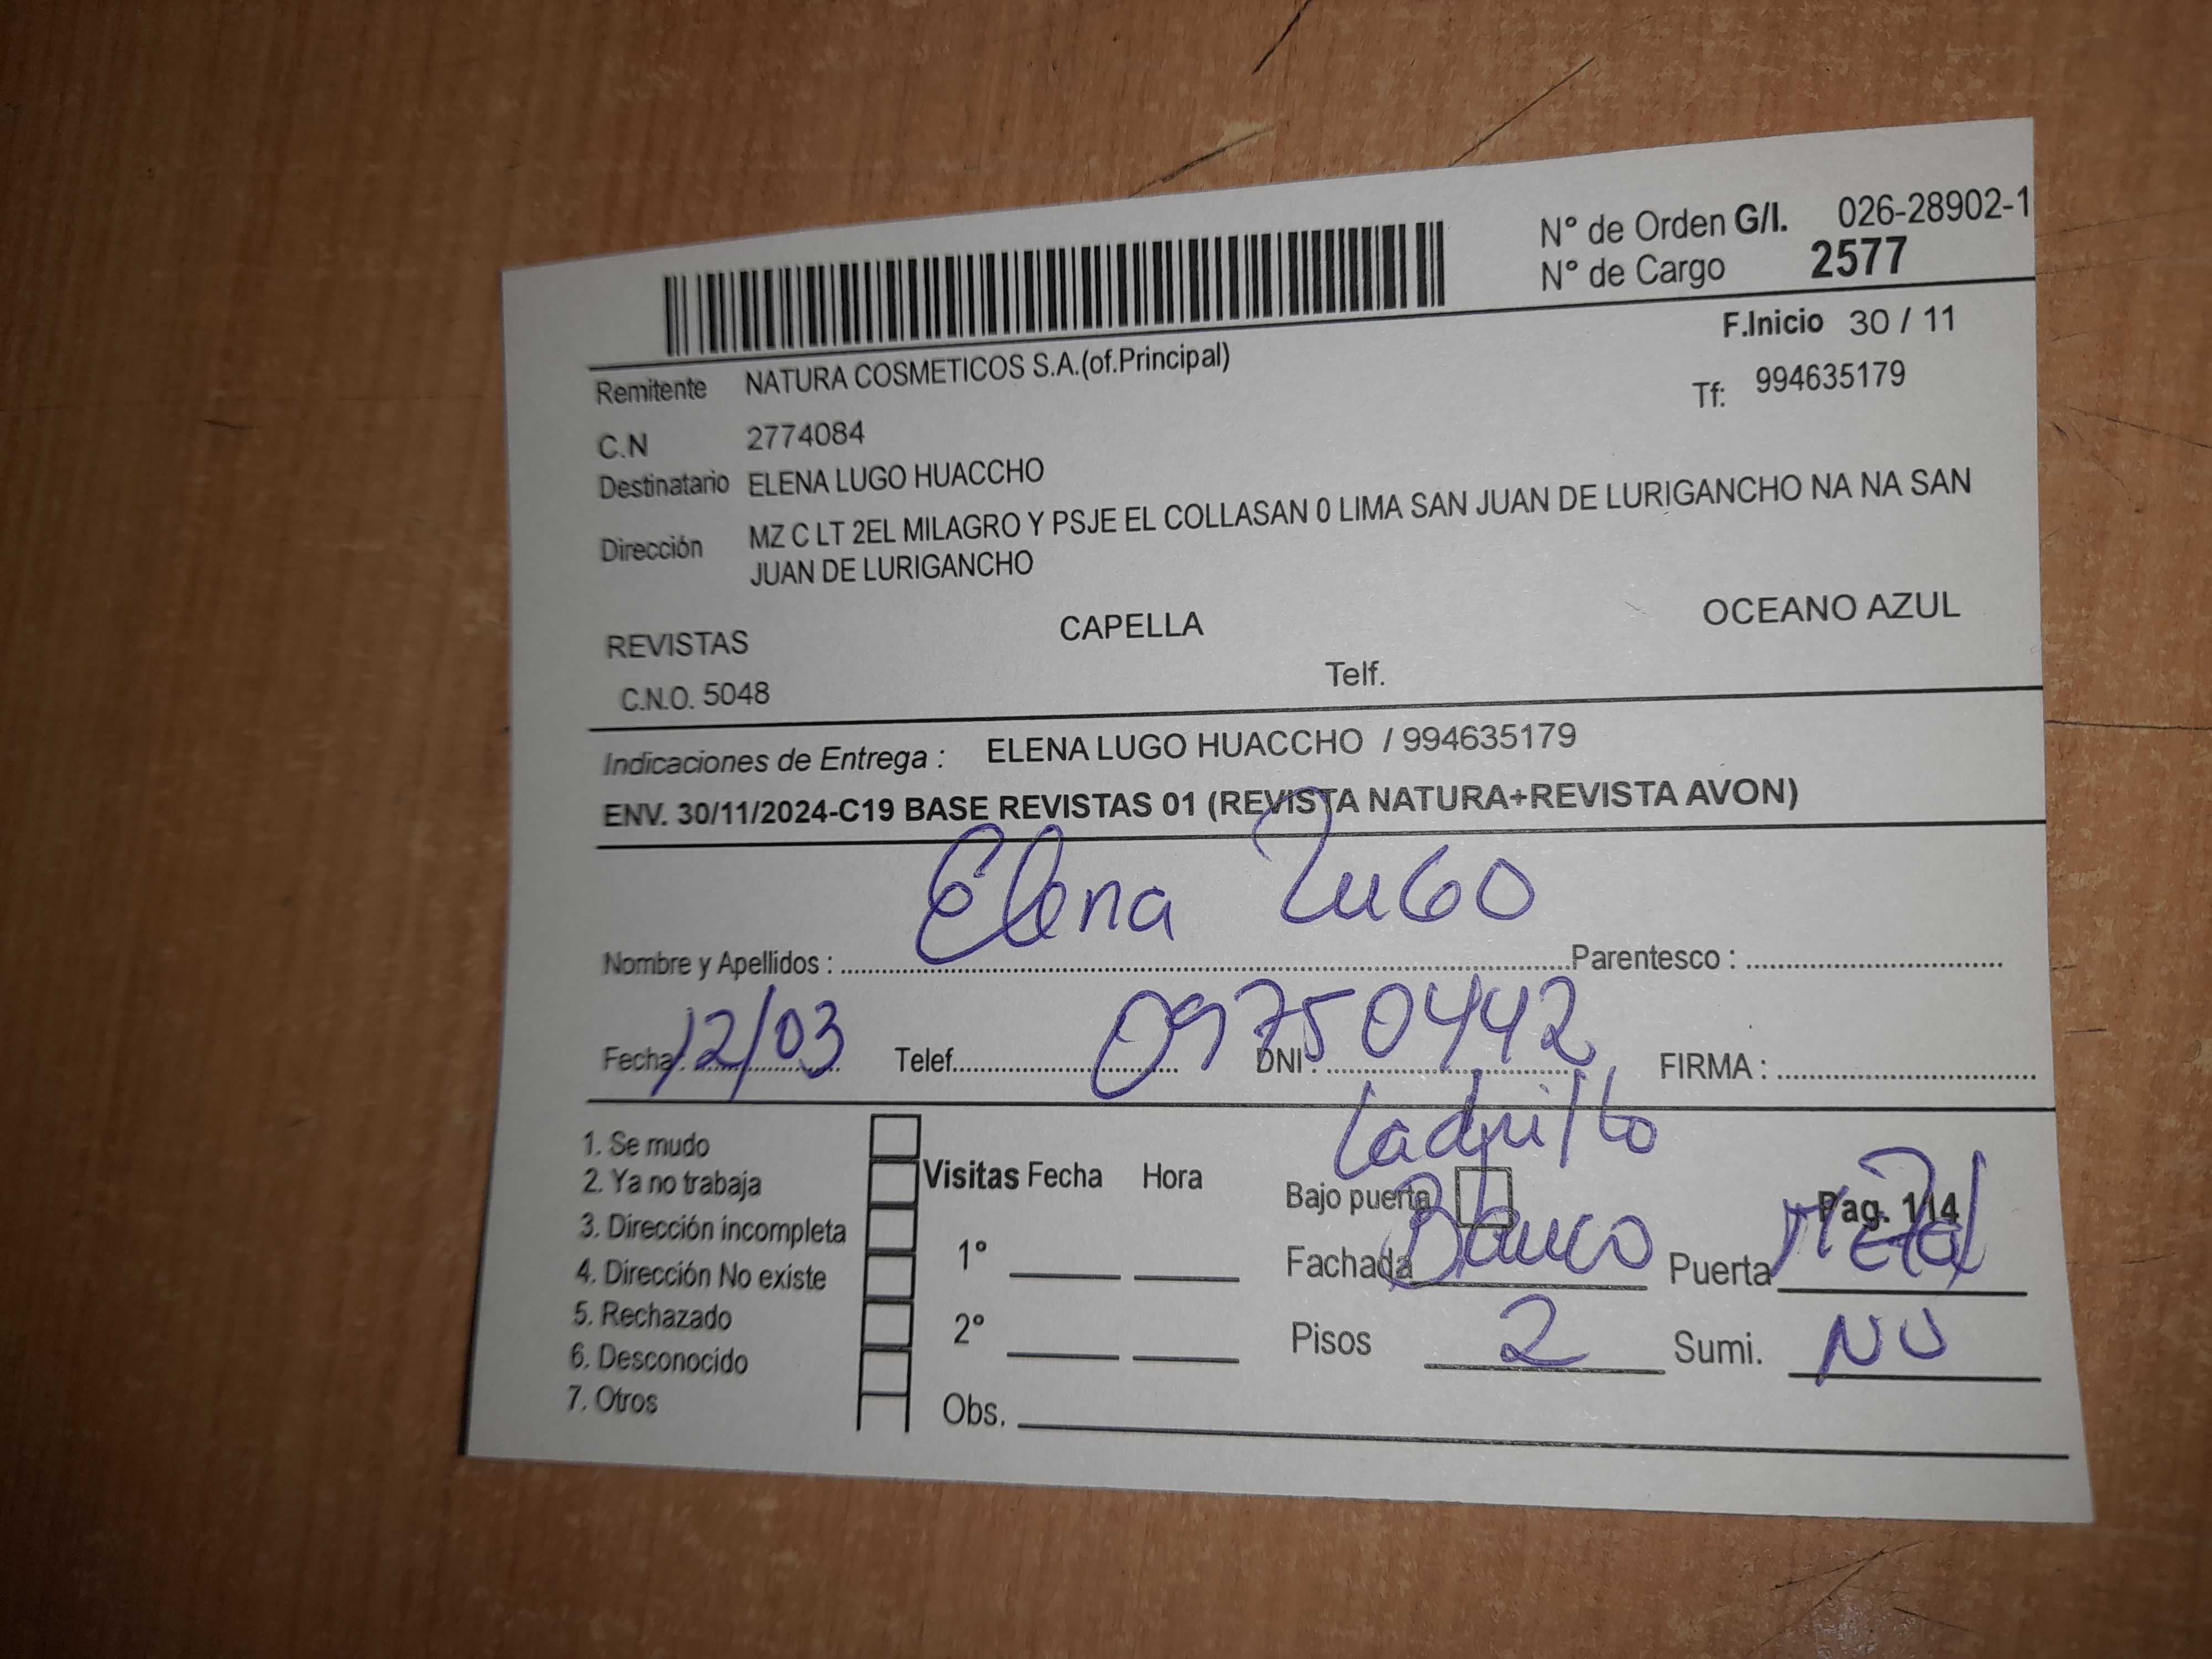 N° de Orden G/I. 026-28902-1
N° de Cargo 2577
F.Inicio 30 / 11
Remitente NATURA COSMETICOS S.A.(of.Principal)
Tf: 994635179
C.N 2774084
Destinatario ELENA LUGO HUACCHO
Dirección MZ C LT 2EL MILAGRO Y PSJE EL COLLASAN 0 LIMA SAN JUAN DE LURIGANCHO NA NA SAN
JUAN DE LURIGANCHO
REVISTAS CAPELLA OCEANO AZUL
C.N.O. 5048 Telf.
Indicaciones de Entrega : ELENA LUGO HUACCHO / 994635179
ENV. 30/11/2024-C19 BASE REVISTAS 01 (REVISTA NATURA+REVISTA AVON)
Elena LuGO
Nombre y Apellidos : Parentesco :
Fecha: 12/03 Telef. DNI: 09750442 FIRMA :
Ladrillo
1. Se mudo
2. Ya no trabaja
3. Dirección incompleta
4. Dirección No existe
5. Rechazado
6. Desconocido
7. Otros
Visitas Fecha Hora
1°
2°
Obs.
Bajo puerta Pag. 114
Fachada Blanco Puerta Metal
Pisos 2 Sumi. NO